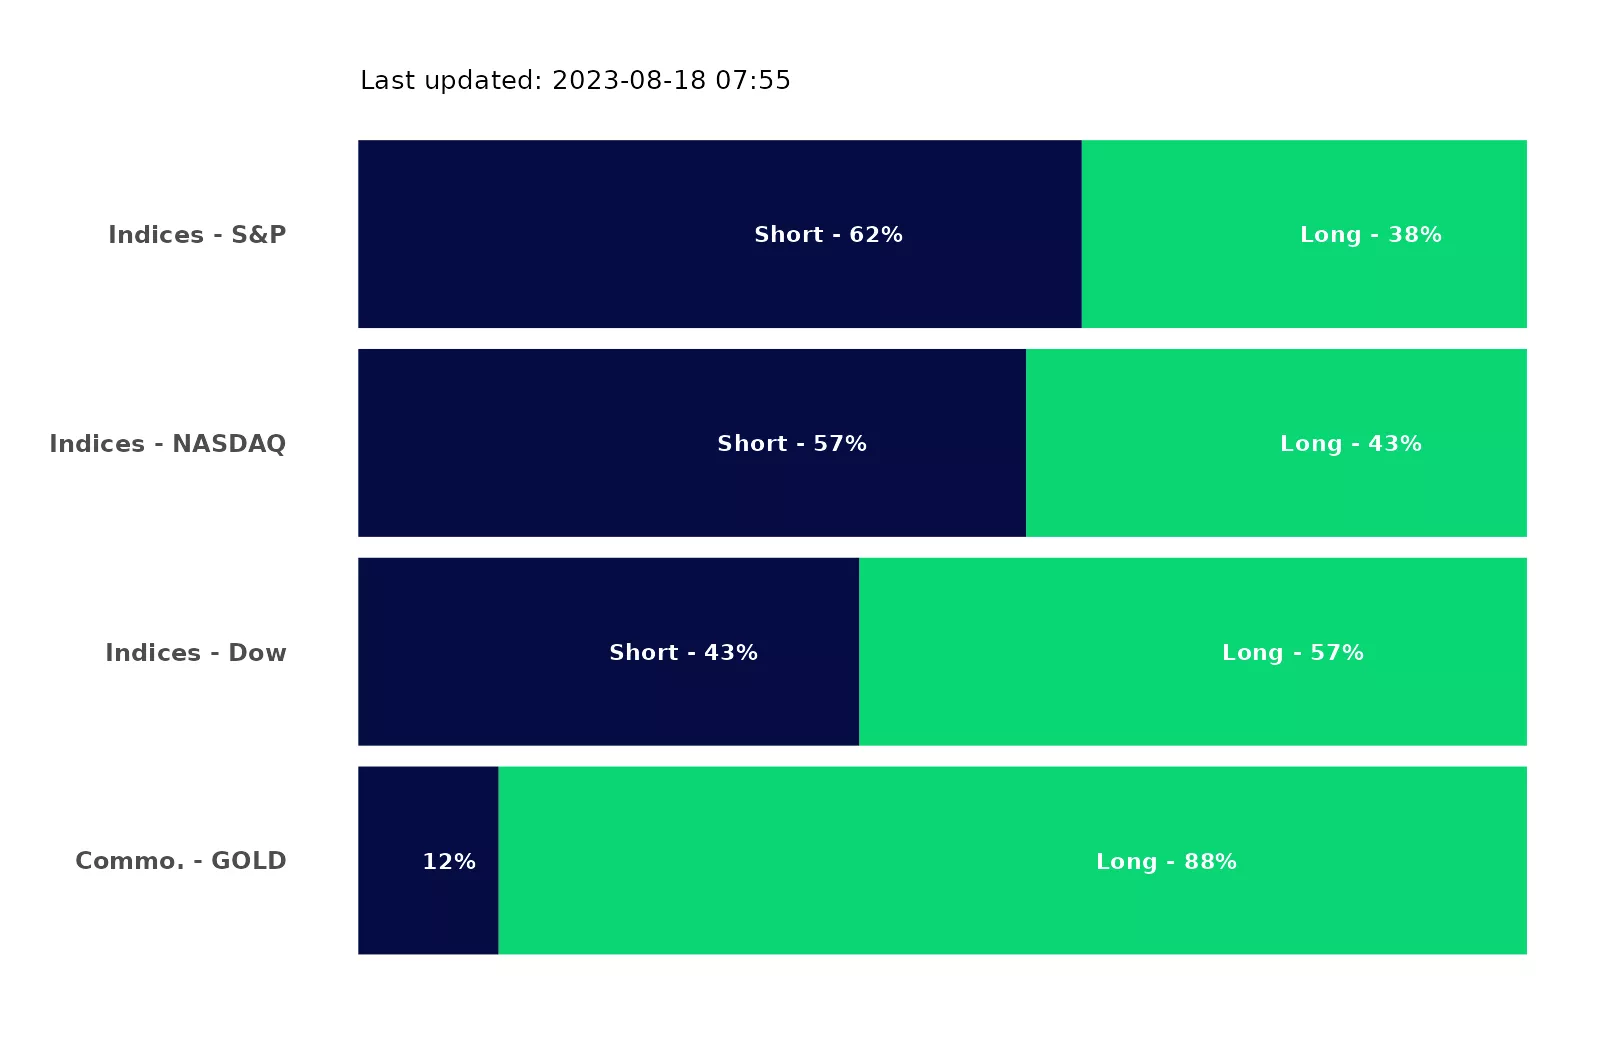 Last updated: 2023-08-18 07:55
Indices - S&P Short - 62% Long - 38%
Indices - NASDAQ Short - 57% Long - 43%
Indices - Dow Short - 43% Long - 57%
Commo. - GOLD 12% Long - 88%